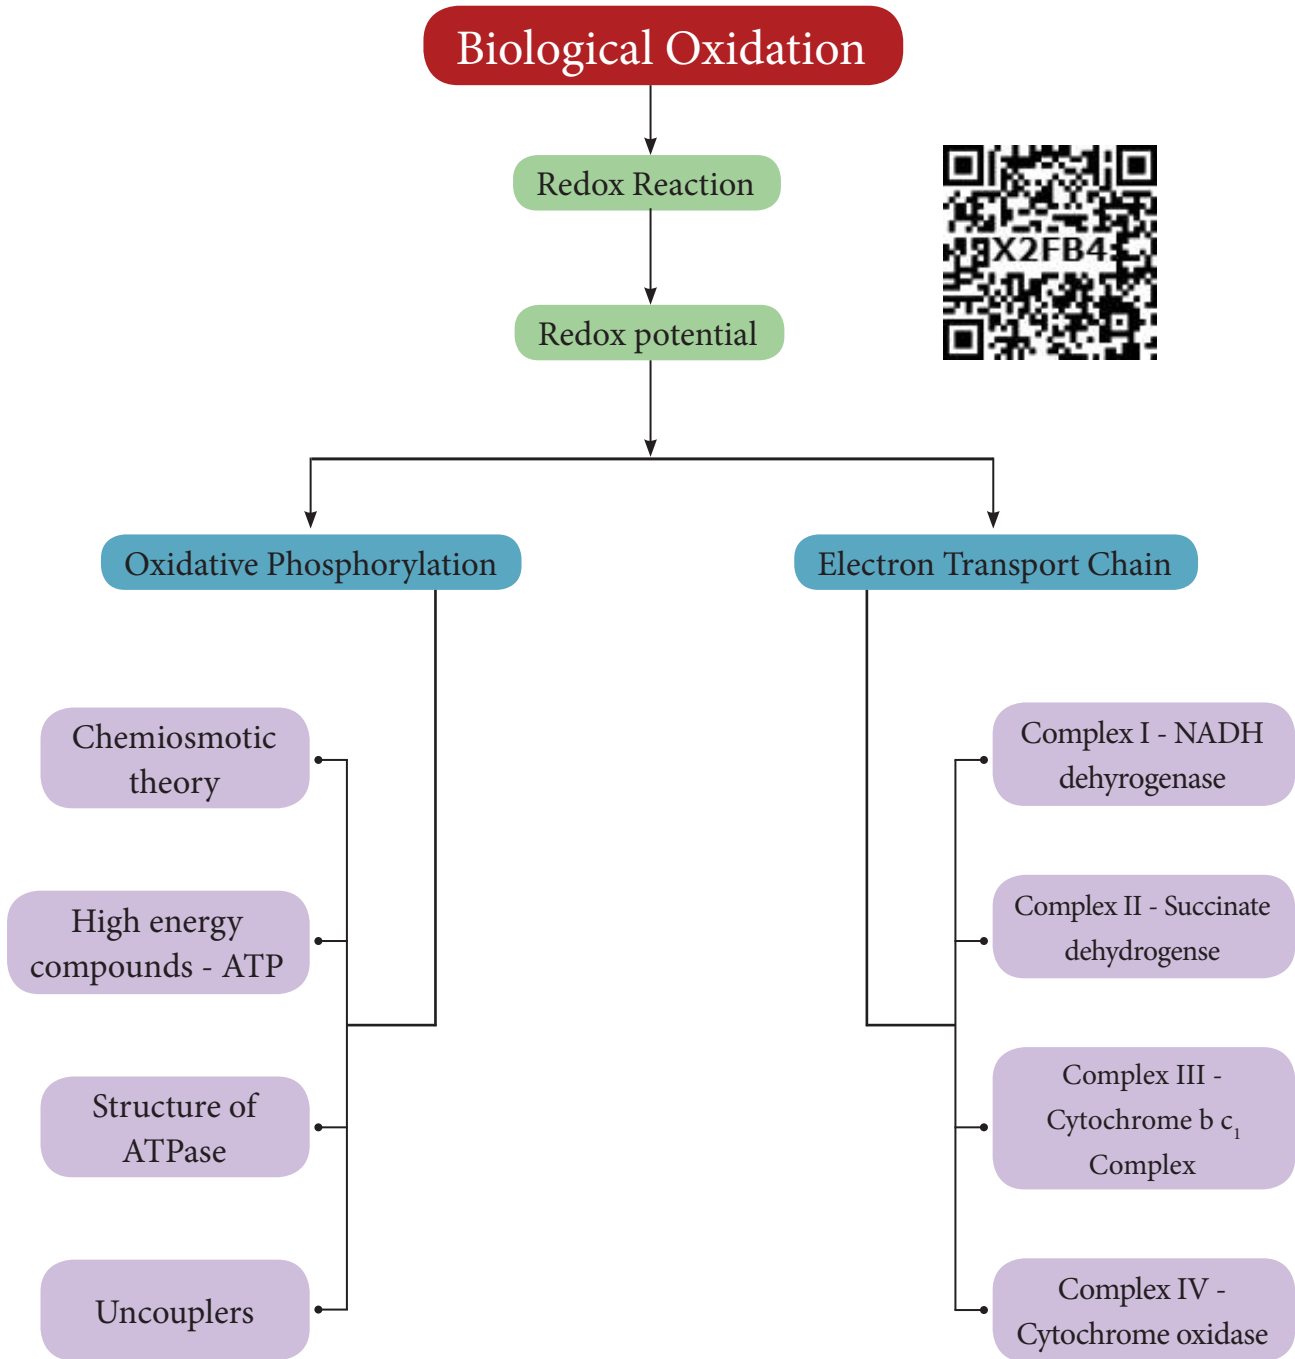 Biological Oxidation
Redox Reaction
X2FB4
Redox potential
Oxidative Phosphorylation
Electron Transport Chain
Chemiosmotic
theory
High energy
compounds - ATP
Structure of
ATPase
Uncouplers
Complex I - NADH
dehyrogenase
Complex II - Succinate
dehydrogense
Complex III -
Cytochrome b c₁
Complex
Complex IV -
Cytochrome oxidase